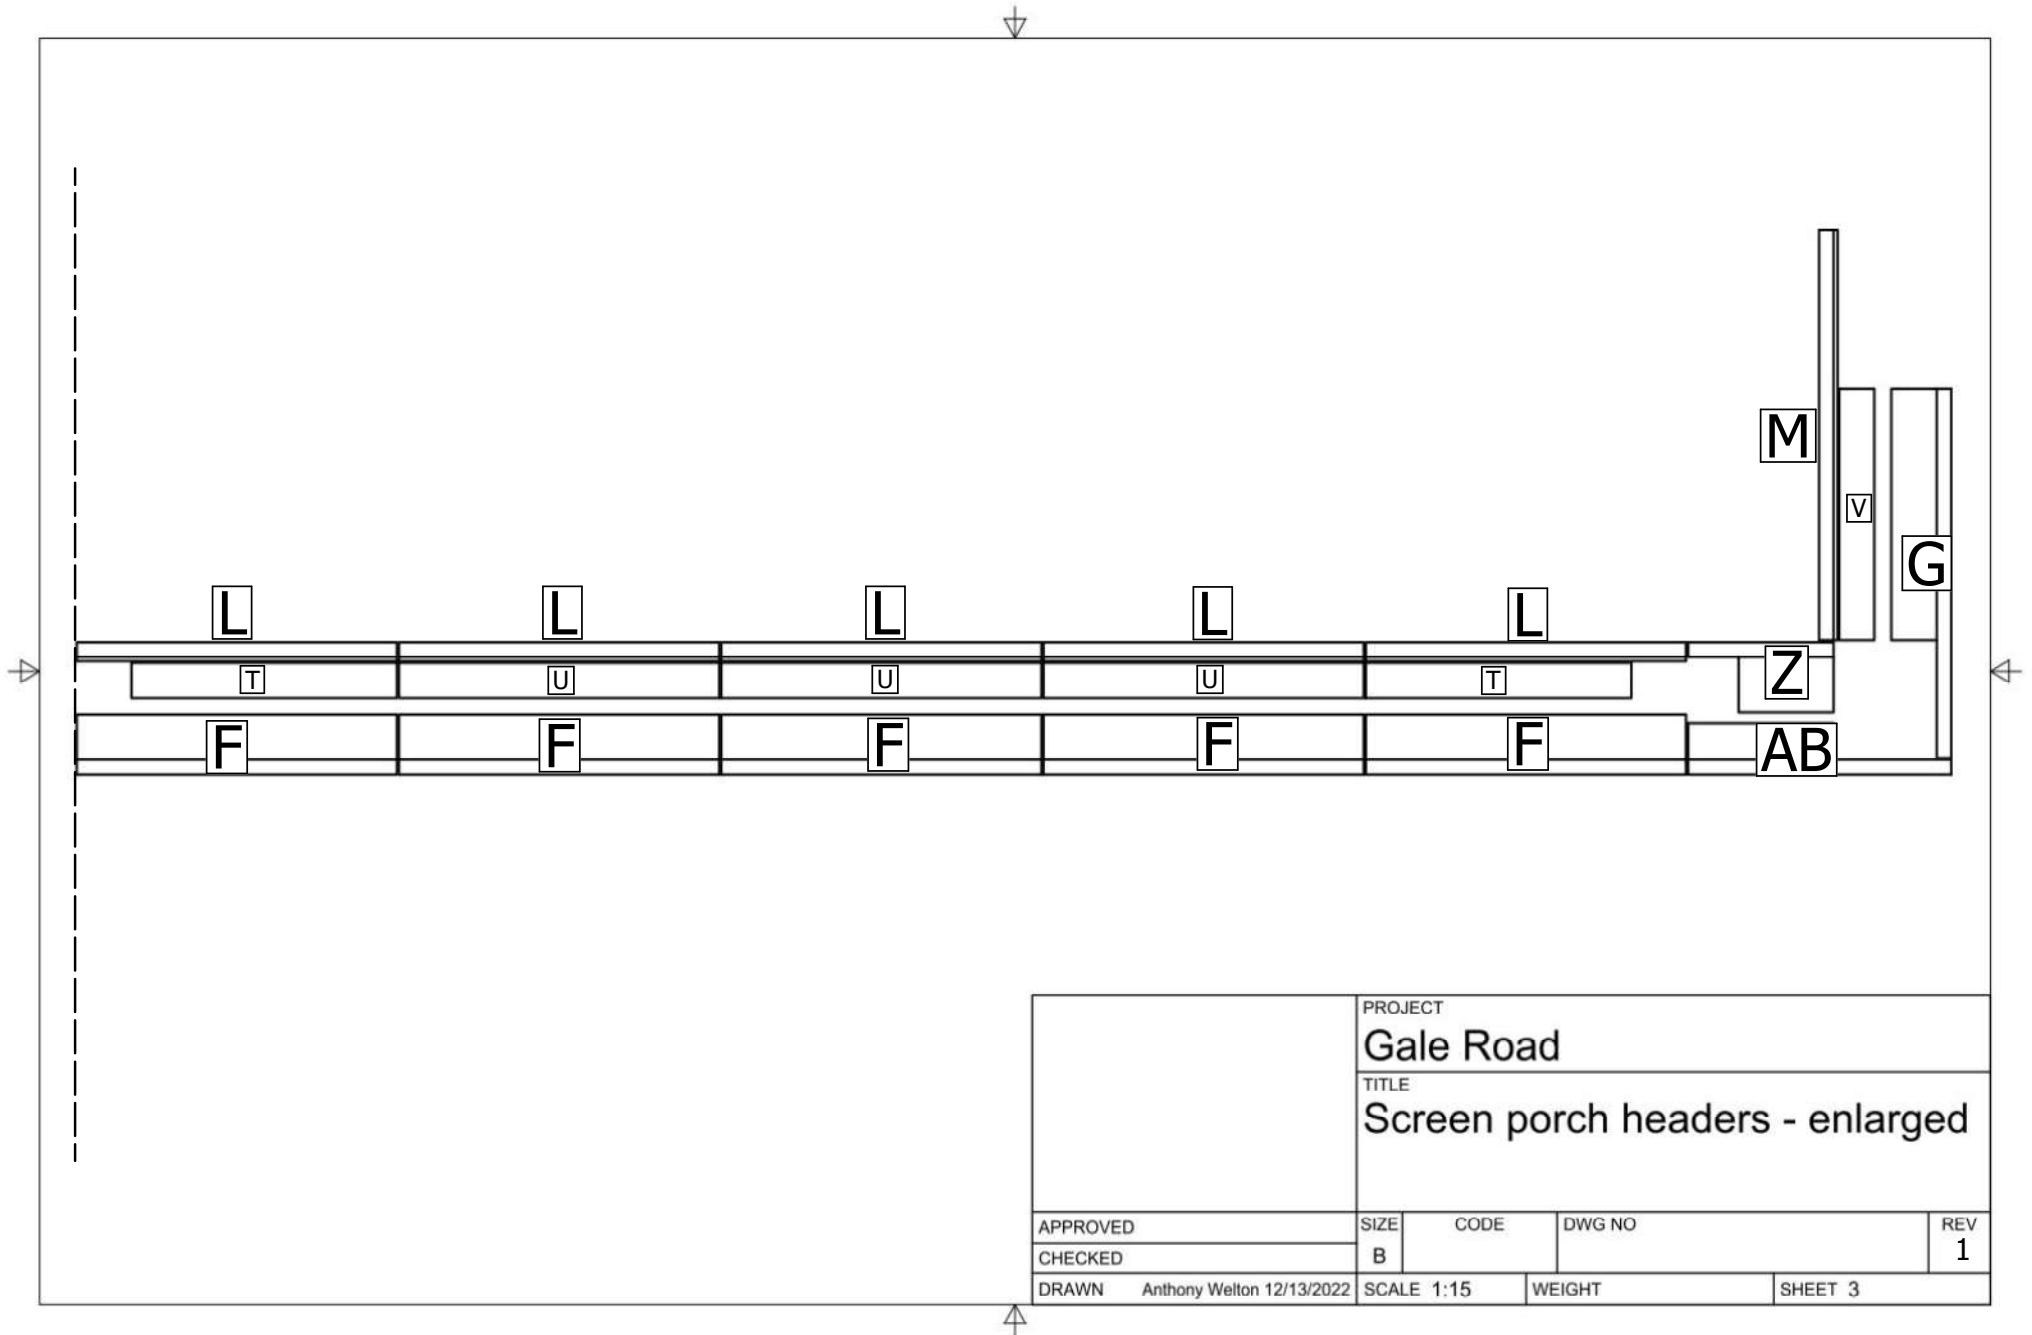 M
V
G
L L L L L
T U U U T Z
F F F F F AB
PROJECT
Gale Road
TITLE
Screen porch headers - enlarged
APPROVED
CHECKED
DRAWN Anthony Welton 12/13/2022
SIZE
B
CODE
DWG NO
REV
1
SCALE 1:15
WEIGHT
SHEET 3